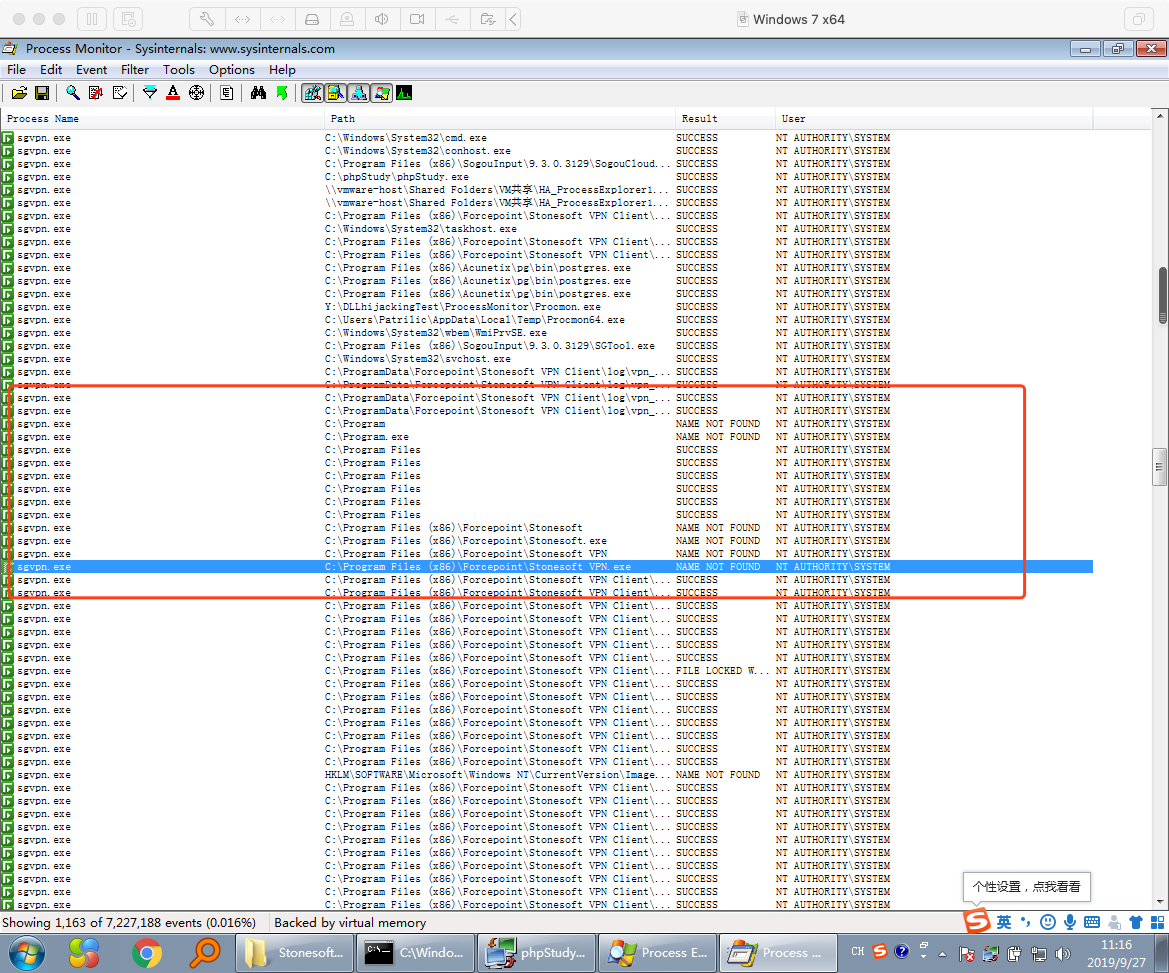 Windows 7 x64
Process Monitor - Sysinternals: www.sysinternals.com
File Edit Event Filter Tools Options Help
Process Name Path Result User
sgvpn.exe C:\Windows\System32\cmd.exe SUCCESS NT AUTHORITY\SYSTEM
sgvpn.exe C:\Windows\System32\conhost.exe SUCCESS NT AUTHORITY\SYSTEM
sgvpn.exe C:\Program Files (x86)\SogouInput\9.3.0.3129\SogouCloud... SUCCESS NT AUTHORITY\SYSTEM
sgvpn.exe C:\phpStudy\phpStudy.exe SUCCESS NT AUTHORITY\SYSTEM
sgvpn.exe \\vmware-host\Shared Folders\VM共享\HA_ProcessExplorer1... SUCCESS NT AUTHORITY\SYSTEM
sgvpn.exe \\vmware-host\Shared Folders\VM共享\HA_ProcessExplorer1... SUCCESS NT AUTHORITY\SYSTEM
sgvpn.exe C:\Program Files (x86)\Forcepoint\Stonesoft VPN Client\... SUCCESS NT AUTHORITY\SYSTEM
sgvpn.exe C:\Windows\System32\taskhost.exe SUCCESS NT AUTHORITY\SYSTEM
sgvpn.exe C:\Program Files (x86)\Forcepoint\Stonesoft VPN Client\... SUCCESS NT AUTHORITY\SYSTEM
sgvpn.exe C:\Program Files (x86)\Forcepoint\Stonesoft VPN Client\... SUCCESS NT AUTHORITY\SYSTEM
sgvpn.exe C:\Program Files (x86)\Acunetix\pg\bin\postgres.exe SUCCESS NT AUTHORITY\SYSTEM
sgvpn.exe C:\Program Files (x86)\Acunetix\pg\bin\postgres.exe SUCCESS NT AUTHORITY\SYSTEM
sgvpn.exe C:\Program Files (x86)\Acunetix\pg\bin\postgres.exe SUCCESS NT AUTHORITY\SYSTEM
sgvpn.exe Y:\DLLhijackingTest\ProcessMonitor\Procmon.exe SUCCESS NT AUTHORITY\SYSTEM
sgvpn.exe C:\Users\Patrilic\AppData\Local\Temp\Procmon64.exe SUCCESS NT AUTHORITY\SYSTEM
sgvpn.exe C:\Windows\System32\wbem\WmiPrvSE.exe SUCCESS NT AUTHORITY\SYSTEM
sgvpn.exe C:\Program Files (x86)\SogouInput\9.3.0.3129\SGTool.exe SUCCESS NT AUTHORITY\SYSTEM
sgvpn.exe C:\Windows\System32\svchost.exe SUCCESS NT AUTHORITY\SYSTEM
sgvpn.exe C:\ProgramData\Forcepoint\Stonesoft VPN Client\log\vpn_... SUCCESS NT AUTHORITY\SYSTEM
sgvpn.exe C:\ProgramData\Forcepoint\Stonesoft VPN Client\log\vpn_... SUCCESS NT AUTHORITY\SYSTEM
sgvpn.exe C:\ProgramData\Forcepoint\Stonesoft VPN Client\log\vpn_... SUCCESS NT AUTHORITY\SYSTEM
sgvpn.exe C:\ProgramData\Forcepoint\Stonesoft VPN Client\log\vpn_... SUCCESS NT AUTHORITY\SYSTEM
sgvpn.exe C:\Program NAME NOT FOUND NT AUTHORITY\SYSTEM
sgvpn.exe C:\Program.exe NAME NOT FOUND NT AUTHORITY\SYSTEM
sgvpn.exe C:\Program Files SUCCESS NT AUTHORITY\SYSTEM
sgvpn.exe C:\Program Files SUCCESS NT AUTHORITY\SYSTEM
sgvpn.exe C:\Program Files SUCCESS NT AUTHORITY\SYSTEM
sgvpn.exe C:\Program Files SUCCESS NT AUTHORITY\SYSTEM
sgvpn.exe C:\Program Files SUCCESS NT AUTHORITY\SYSTEM
sgvpn.exe C:\Program Files SUCCESS NT AUTHORITY\SYSTEM
sgvpn.exe C:\Program Files (x86)\Forcepoint\Stonesoft NAME NOT FOUND NT AUTHORITY\SYSTEM
sgvpn.exe C:\Program Files (x86)\Forcepoint\Stonesoft.exe NAME NOT FOUND NT AUTHORITY\SYSTEM
sgvpn.exe C:\Program Files (x86)\Forcepoint\Stonesoft VPN NAME NOT FOUND NT AUTHORITY\SYSTEM
sgvpn.exe C:\Program Files (x86)\Forcepoint\Stonesoft VPN.exe NAME NOT FOUND NT AUTHORITY\SYSTEM
sgvpn.exe C:\Program Files (x86)\Forcepoint\Stonesoft VPN Client\... SUCCESS NT AUTHORITY\SYSTEM
sgvpn.exe C:\Program Files (x86)\Forcepoint\Stonesoft VPN Client\... SUCCESS NT AUTHORITY\SYSTEM
sgvpn.exe C:\Program Files (x86)\Forcepoint\Stonesoft VPN Client\... SUCCESS NT AUTHORITY\SYSTEM
sgvpn.exe C:\Program Files (x86)\Forcepoint\Stonesoft VPN Client\... SUCCESS NT AUTHORITY\SYSTEM
sgvpn.exe C:\Program Files (x86)\Forcepoint\Stonesoft VPN Client\... SUCCESS NT AUTHORITY\SYSTEM
sgvpn.exe C:\Program Files (x86)\Forcepoint\Stonesoft VPN Client\... SUCCESS NT AUTHORITY\SYSTEM
sgvpn.exe C:\Program Files (x86)\Forcepoint\Stonesoft VPN Client\... SUCCESS NT AUTHORITY\SYSTEM
sgvpn.exe C:\Program Files (x86)\Forcepoint\Stonesoft VPN Client\... FILE LOCKED W... NT AUTHORITY\SYSTEM
sgvpn.exe C:\Program Files (x86)\Forcepoint\Stonesoft VPN Client\... SUCCESS NT AUTHORITY\SYSTEM
sgvpn.exe C:\Program Files (x86)\Forcepoint\Stonesoft VPN Client\... SUCCESS NT AUTHORITY\SYSTEM
sgvpn.exe C:\Program Files (x86)\Forcepoint\Stonesoft VPN Client\... SUCCESS NT AUTHORITY\SYSTEM
sgvpn.exe C:\Program Files (x86)\Forcepoint\Stonesoft VPN Client\... SUCCESS NT AUTHORITY\SYSTEM
sgvpn.exe C:\Program Files (x86)\Forcepoint\Stonesoft VPN Client\... SUCCESS NT AUTHORITY\SYSTEM
sgvpn.exe C:\Program Files (x86)\Forcepoint\Stonesoft VPN Client\... SUCCESS NT AUTHORITY\SYSTEM
sgvpn.exe C:\Program Files (x86)\Forcepoint\Stonesoft VPN Client\... SUCCESS NT AUTHORITY\SYSTEM
sgvpn.exe HKLM\SOFTWARE\Microsoft\Windows NT\CurrentVersion\Image... NAME NOT FOUND NT AUTHORITY\SYSTEM
sgvpn.exe C:\Program Files (x86)\Forcepoint\Stonesoft VPN Client\... SUCCESS NT AUTHORITY\SYSTEM
sgvpn.exe C:\Program Files (x86)\Forcepoint\Stonesoft VPN Client\... SUCCESS NT AUTHORITY\SYSTEM
sgvpn.exe C:\Program Files (x86)\Forcepoint\Stonesoft VPN Client\... SUCCESS NT AUTHORITY\SYSTEM
sgvpn.exe C:\Program Files (x86)\Forcepoint\Stonesoft VPN Client\... SUCCESS NT AUTHORITY\SYSTEM
sgvpn.exe C:\Program Files (x86)\Forcepoint\Stonesoft VPN Client\... SUCCESS NT AUTHORITY\SYSTEM
sgvpn.exe C:\Program Files (x86)\Forcepoint\Stonesoft VPN Client\... SUCCESS NT AUTHORITY\SYSTEM
sgvpn.exe C:\Program Files (x86)\Forcepoint\Stonesoft VPN Client\... SUCCESS NT AUTHORITY\SYSTEM
sgvpn.exe C:\Program Files (x86)\Forcepoint\Stonesoft VPN Client\... SUCCESS NT AUTHORITY\SYSTEM
sgvpn.exe C:\Program Files (x86)\Forcepoint\Stonesoft VPN Client\... SUCCESS NT AUTHORITY\SYSTEM
sgvpn.exe C:\Program Files (x86)\Forcepoint\Stonesoft VPN Client\... SUCCESS NT AUTHORITY\SYSTEM
个性设置，点我看看
Showing 1,163 of 7,227,188 events (0.016%) Backed by virtual memory
英
Stonesoft... C:\Windo... phpStudy... Process E... Process ... CH 11:16
2019/9/27